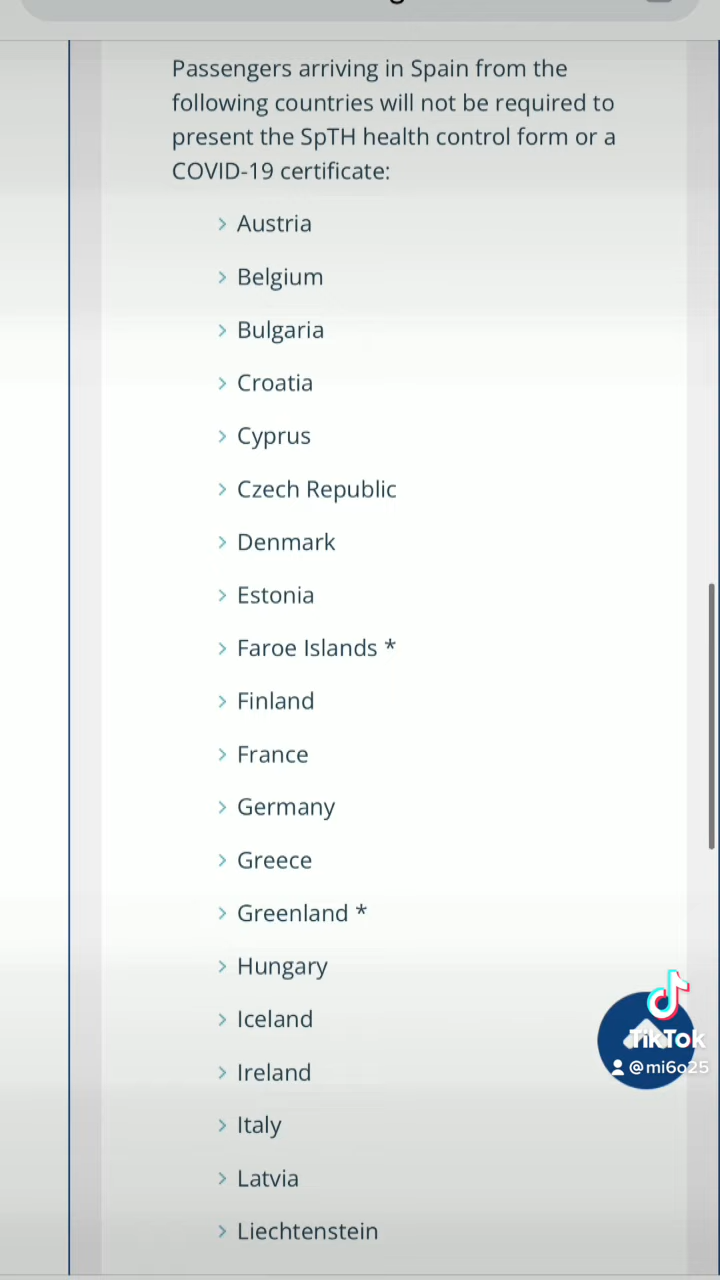 Passengers arriving in Spain from the
following countries will not be required to
present the SpTH health control form or a
COVID-19 certificate:
> Austria
> Belgium
> Bulgaria
> Croatia
> Cyprus
> Czech Republic
> Denmark
> Estonia
> Faroe Islands *
> Finland
> France
> Germany
> Greece
> Greenland *
> Hungary
> Iceland
> Ireland
> Italy
> Latvia
> Liechtenstein
TikTok
@mi6o25